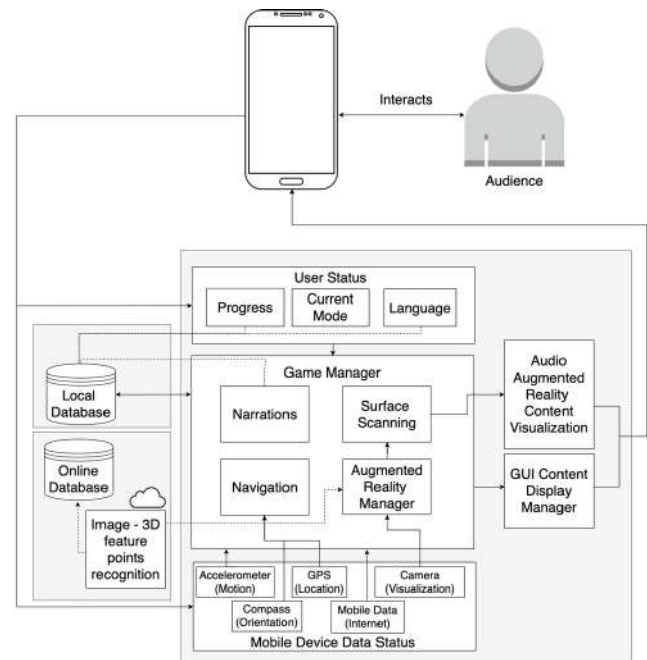 Interacts
Audience
User Status
Progress
Current
Mode
Language
Local
Database
Game Manager
Narrations
Surface
Scanning
Audio
Augmented
Reality
Content
Visualization
Online
Database
Navigation
Augmented
Reality
Manager
GUI Content
Display
Manager
Image - 3D
feature
points
recognition
Accelerometer
(Motion)
GPS
(Location)
Camera
(Visualization)
Compass
(Orientation)
Mobile Data
(Internet)
Mobile Device Data Status